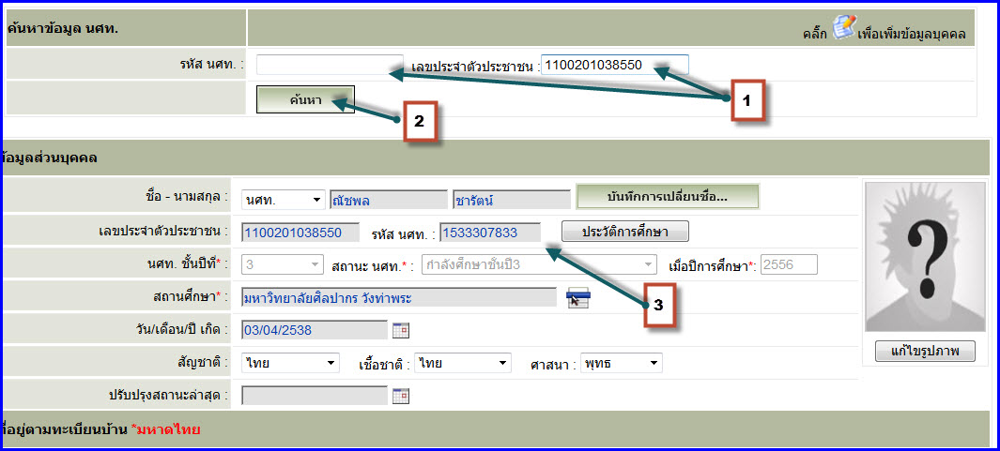 ค้นหาข้อมูล นศท.
คลิ๊ก เพื่อเพิ่มข้อมูลบุคคล
รหัส นศท. : เลขประจำตัวประชาชน : 1100201038550
1
ค้นหา
2
ข้อมูลส่วนบุคคล
ชื่อ - นามสกุล : นศท. ณัชพล ชารัตน์ บันทึกการเปลี่ยนชื่อ...
เลขประจำตัวประชาชน : 1100201038550 รหัส นศท. : 1533307833 ประวัติการศึกษา
นศท. ชั้นปีที่* : 3 สถานะ นศท.* : กำลังศึกษาชั้นปี3 เมื่อปีการศึกษา*: 2556
สถานศึกษา* : มหาวิทยาลัยศิลปากร วังท่าพระ
3
วัน/เดือน/ปี เกิด : 03/04/2538
สัญชาติ : ไทย เชื้อชาติ : ไทย ศาสนา : พุทธ
แก้ไขรูปภาพ
ปรับปรุงสถานะล่าสุด :
ที่อยู่ตามทะเบียนบ้าน *มหาดไทย